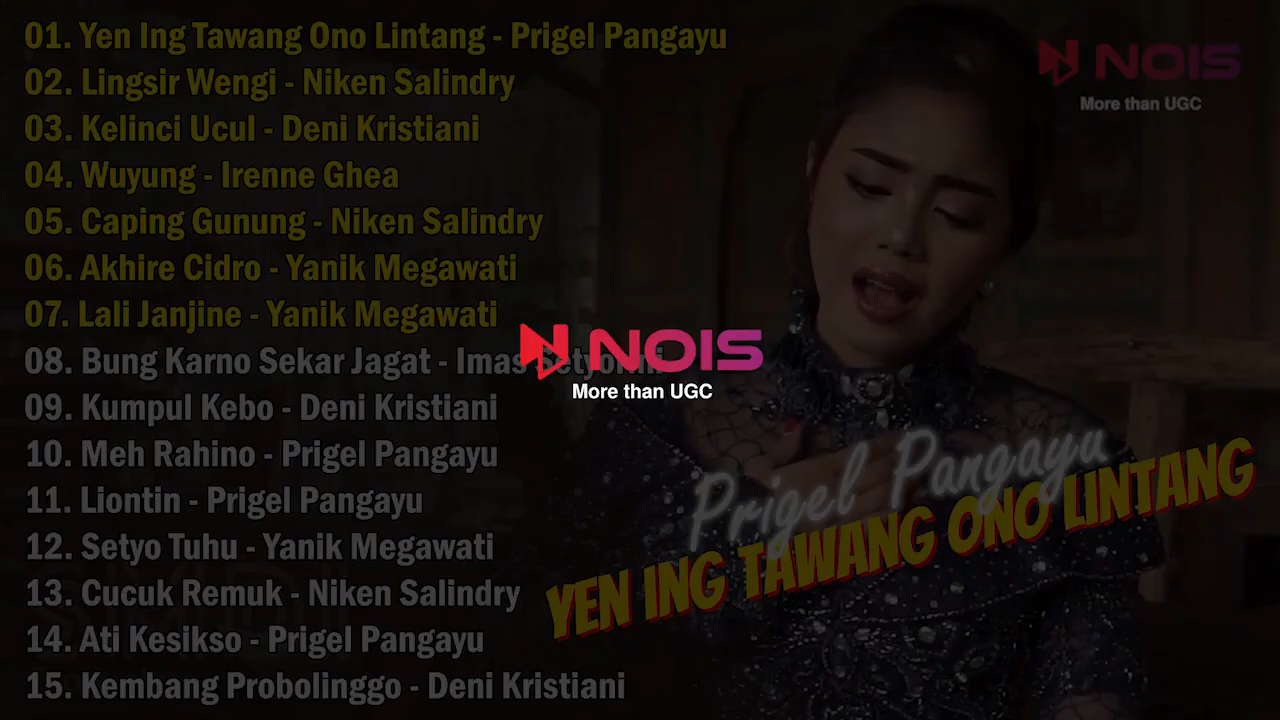 01. Yen Ing Tawang Ono Lintang - Prigel Pangayu
02. Lingsir Wengi - Niken Salindry
03. Kelinci Ucul - Deni Kristiani
04. Wuyung - Irenne Ghea
05. Caping Gunung - Niken Salindry
06. Akhire Cidro - Yanik Megawati
07. Lali Janjine - Yanik Megawati
08. Bung Karno Sekar Jagat - Imas
09. Kumpul Kebo - Deni Kristiani
10. Meh Rahino - Prigel Pangayu
11. Liontin - Prigel Pangayu
12. Setyo Tuhu - Yanik Megawati
13. Cucuk Remuk - Niken Salindry
14. Ati Kesikso - Prigel Pangayu
15. Kembang Probolinggo - Deni Kristiani
NOIS
More than UGC
NOIS
More than UGC
Prigel Pangayu
YEN ING TAWANG ONO LINTANG